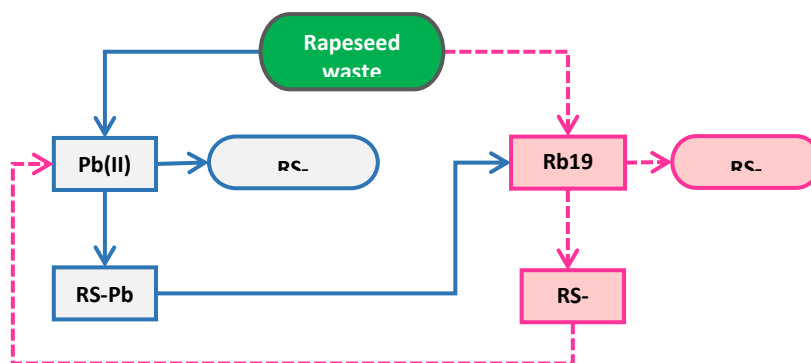 Rapeseed
waste
Pb(II)
RS-
Rb19
RS-
RS-Pb
RS-